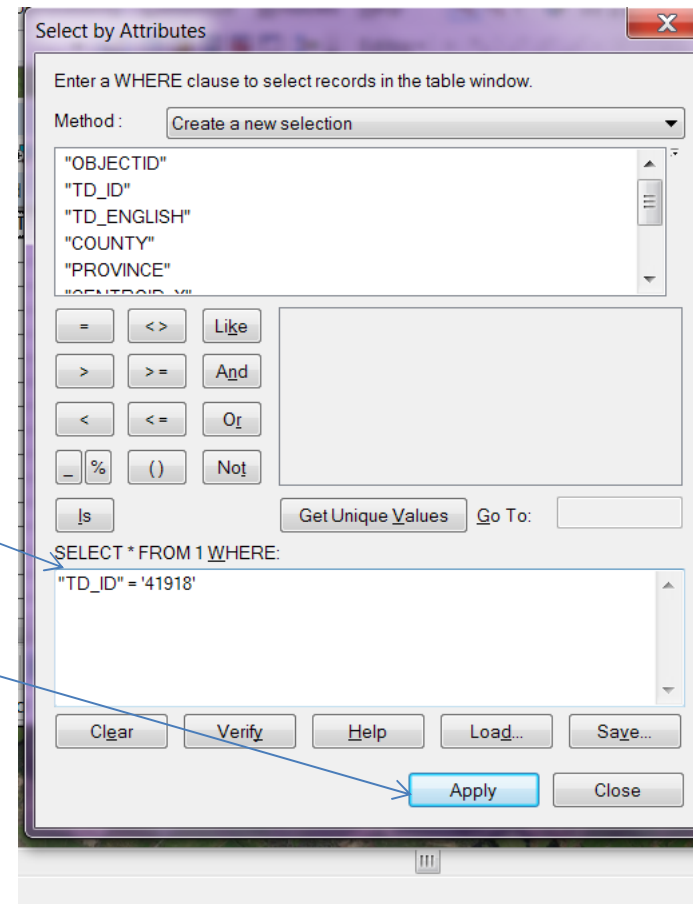 Select by Attributes
Enter a WHERE clause to select records in the table window.
Method : Create a new selection
"OBJECTID"
"TD_ID"
"TD_ENGLISH"
"COUNTY"
"PROVINCE"
= < > Like
> > = And
< < = Or
_ % ( ) Not
Is Get Unique Values Go To:
SELECT * FROM 1 WHERE:
"TD_ID" = '41918'
Clear Verify Help Load... Save...
Apply Close